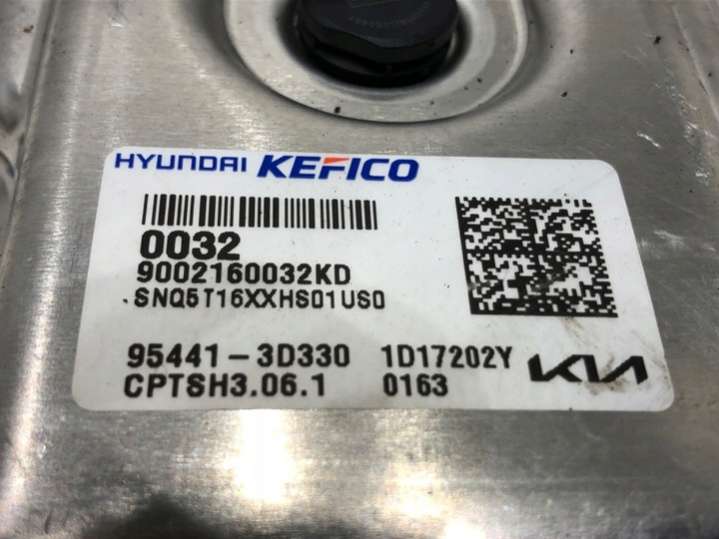 HYUNDAI KEFICO
0032
9002160032KD
.SNQ5T16XXHS01US0
95441-3D330 1D17202Y KIA
CPTSH3.06.1 0163